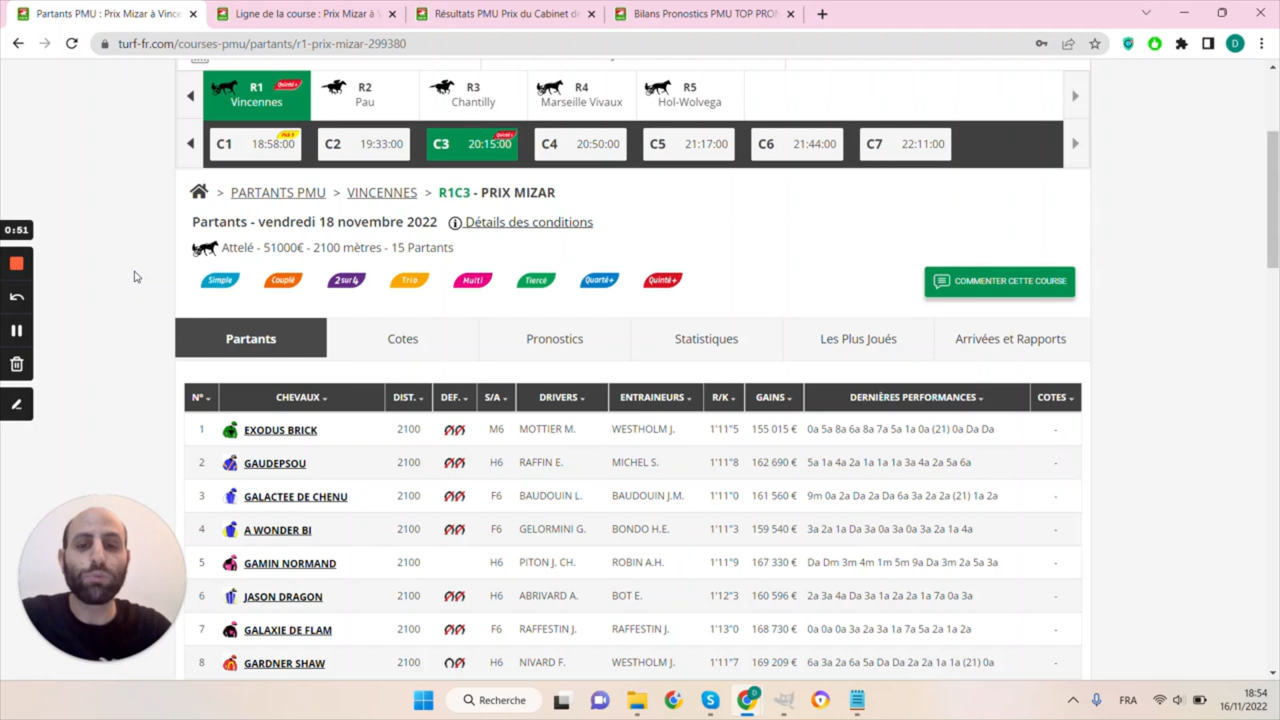 Partants PMU : Prix Mizar à Vince
Ligne de la course : Prix Mizar à V
Résultats PMU Prix du Cabinet de
Bilans Pronostics PMU TOP PRON
turf-fr.com/courses-pmu/partants/r1-prix-mizar-299380
D
R1 Quinté+
Vincennes
R2
Pau
R3
Chantilly
R4
Marseille Vivaux
R5
Hol-Wolvega
C1 18:58:00
C2 19:33:00
C3 20:15:00 Quinté+
C4 20:50:00
C5 21:17:00
C6 21:44:00
C7 22:11:00
> PARTANTS PMU > VINCENNES > R1C3 - PRIX MIZAR
Partants - vendredi 18 novembre 2022 Détails des conditions
Attelé - 51000€ - 2100 mètres - 15 Partants
Simple Couplé 2sur4 Trio Multi Tiercé Quarté+ Quinté+
COMMENTER CETTE COURSE
Partants Cotes Pronostics Statistiques Les Plus Joués Arrivées et Rapports
N° CHEVAUX DIST. DEF. S/A DRIVERS ENTRAINEURS R/K GAINS DERNIÈRES PERFORMANCES COTES
1 EXODUS BRICK 2100 M6 MOTTIER M. WESTHOLM J. 1'11"5 155 015 € 0a 5a 8a 6a 8a 7a 5a 1a 0a (21) 0a Da Da -
2 GAUDEPSOU 2100 H6 RAFFIN E. MICHEL S. 1'11"8 162 690 € 5a 1a 4a 2a 1a 1a 1a 3a 4a 2a 5a 6a -
3 GALACTEE DE CHENU 2100 F6 BAUDOUIN L. BAUDOUIN J.M. 1'11"0 161 560 € 9m 0a 2a Da 2a Da 6a 3a 2a 2a (21) 1a 2a -
4 A WONDER BI 2100 F6 GELORMINI G. BONDO H.E. 1'11"3 159 540 € 3a 2a 1a Da 3a 0a 3a 0a 3a 2a 1a 4a -
5 GAMIN NORMAND 2100 H6 PITON J. CH. ROBIN A.H. 1'11"9 167 330 € Da Dm 3m 4m 1m 5m 9a Da 3m 2a 5a 3a -
6 JASON DRAGON 2100 H6 ABRIVARD A. BOT E. 1'12"3 160 596 € 2a 3a 4a Da 3a 1a 2a 2a 1a 7a 0a 3a -
7 GALAXIE DE FLAM 2100 F6 RAFFESTIN J. RAFFESTIN J. 1'13"0 168 730 € 0a 0a 0a 3a 2a 3a 1a 7a 5a 2a 1a 2a -
8 GARDNER SHAW 2100 H6 NIVARD F. WESTHOLM J. 1'11"7 169 209 € 6a 3a 2a 6a 5a Da Da 2a 2a 1a 1a (21) 0a -
0:51
Recherche
FRA
18:54
16/11/2022